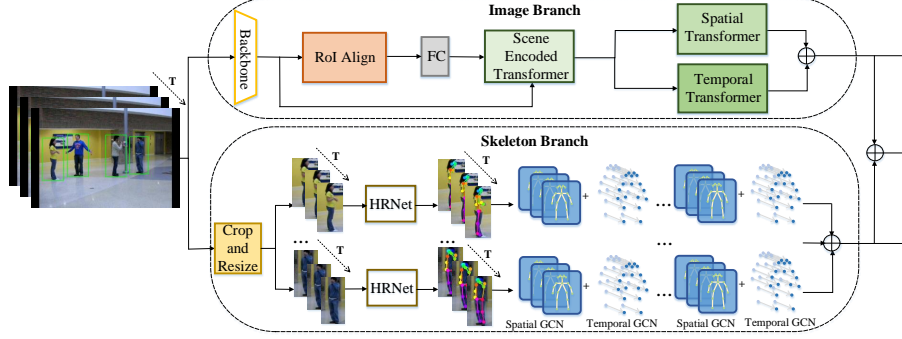 Image Branch
T
Backbone
RoI Align
FC
Scene
Encoded
Transformer
Spatial
Transformer
Temporal
Transformer
Skeleton Branch
Crop
and
Resize
T
HRNet
T
+
...
+
...
T
HRNet
...
T
...
+
...
+
Spatial GCN
Temporal GCN
Spatial GCN
Temporal GCN